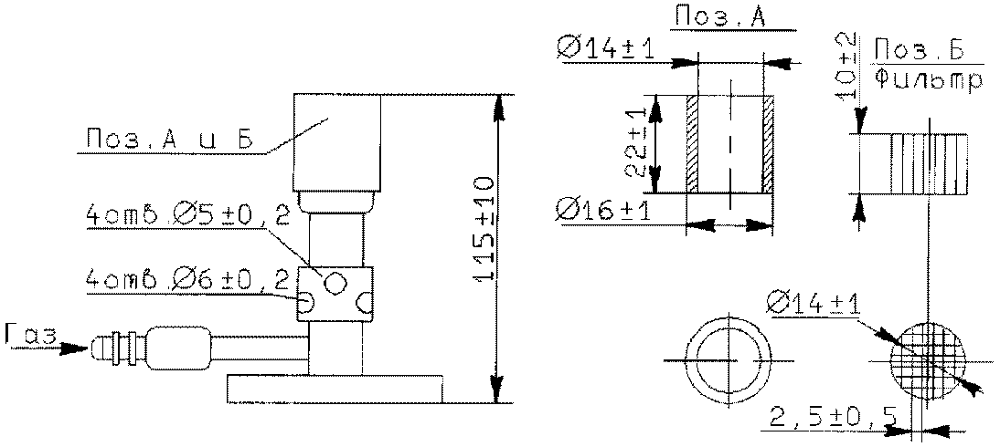 Поз. А и Б
4отв. Ø5±0,2
4отв. Ø6±0,2
Газ
115±10
Поз. А
Ø14±1
22±1
Ø16±1
Поз. Б
Фильтр
10±2
Ø14±1
2,5±0,5